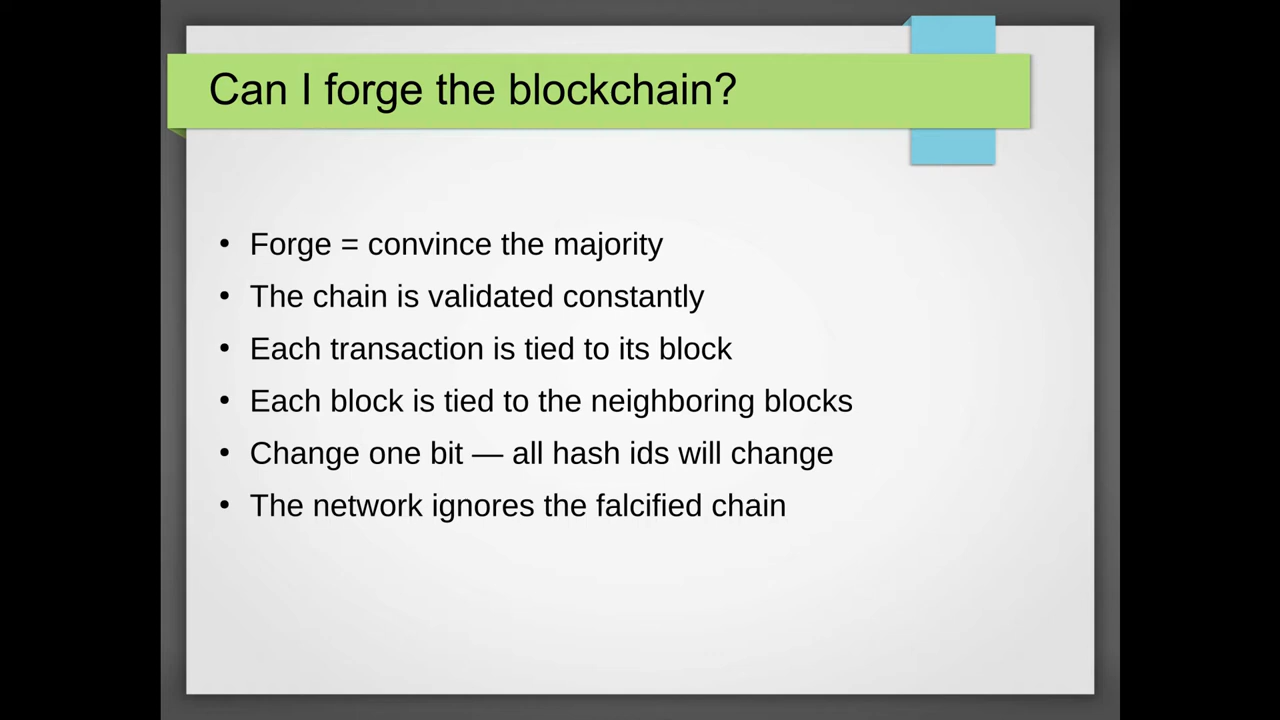 Can I forge the blockchain?
• Forge = convince the majority
• The chain is validated constantly
• Each transaction is tied to its block
• Each block is tied to the neighboring blocks
• Change one bit — all hash ids will change
• The network ignores the falcified chain